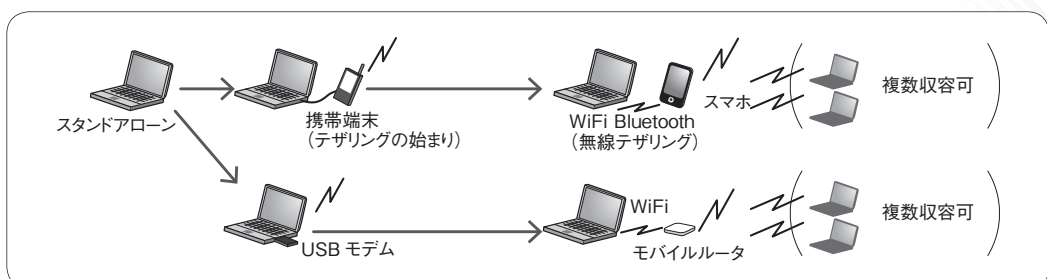 スタンドアローン
携帯端末
（テザリングの始まり）
WiFi Bluetooth
（無線テザリング）
スマホ
複数収容可
USB モデム
WiFi
モバイルルータ
複数収容可